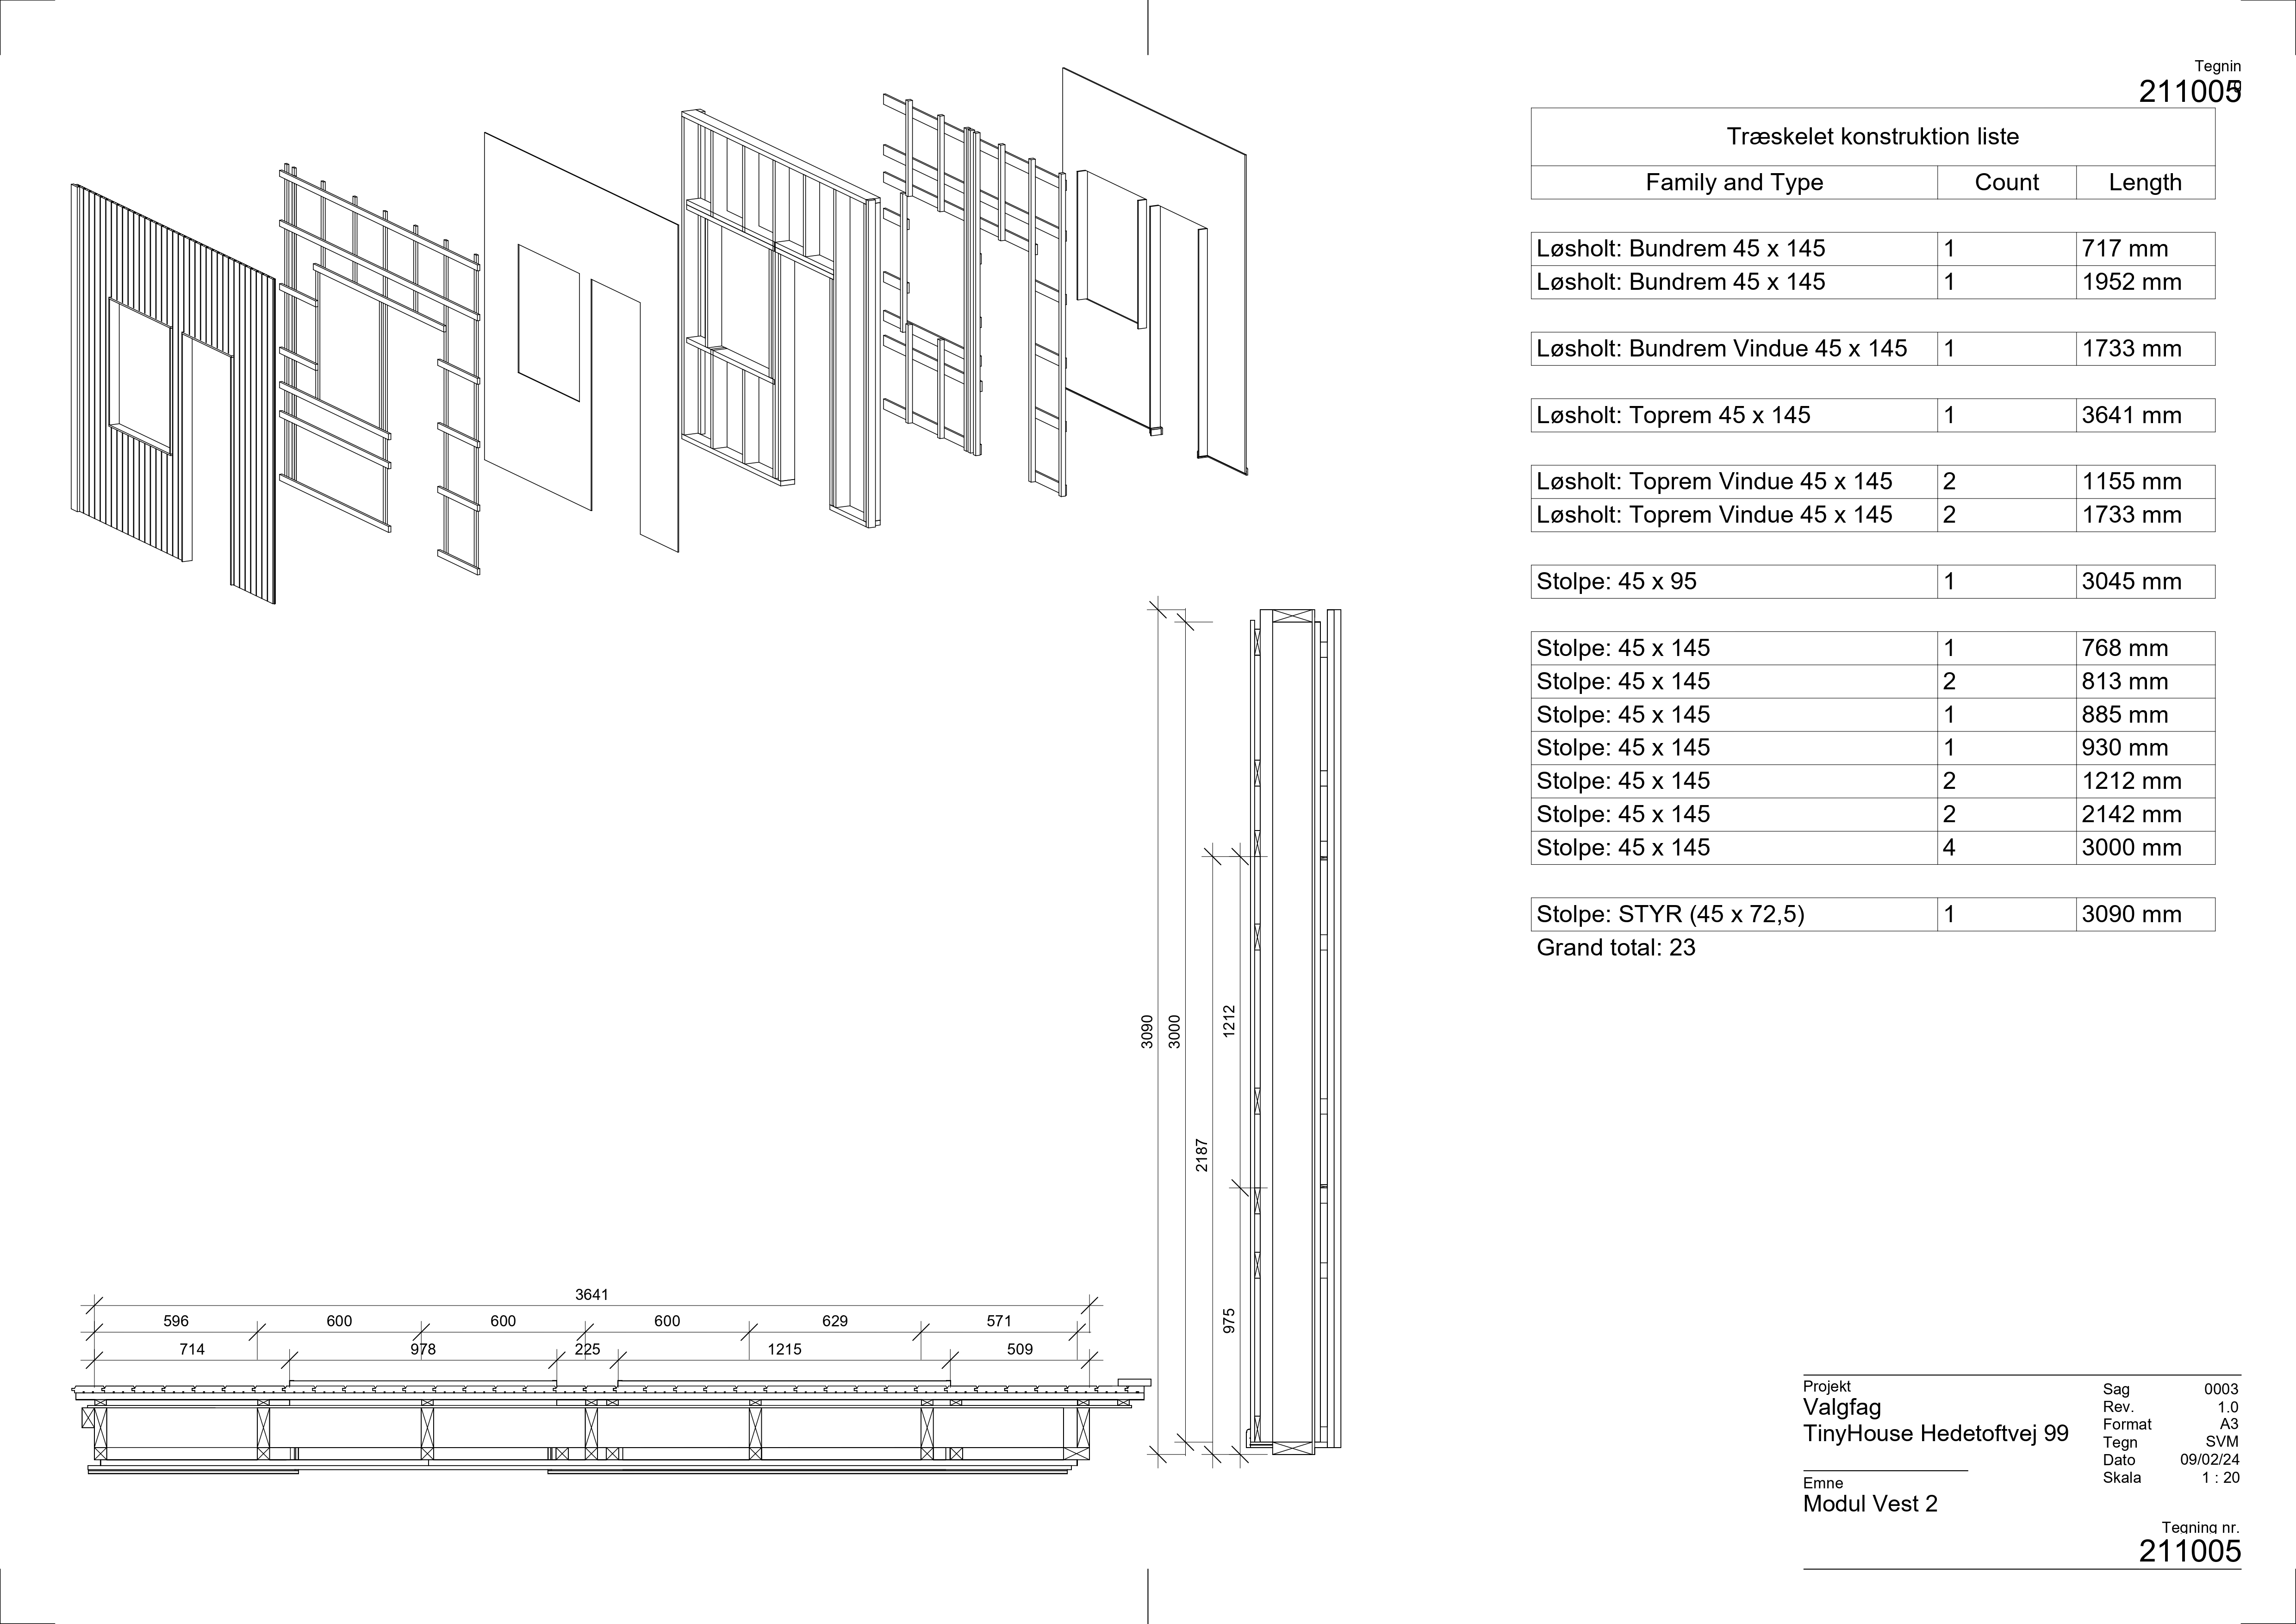 Tegnin
211005
Træskelet konstruktion liste
Family and Type Count Length
Løsholt: Bundrem 45 x 145 1 717 mm
Løsholt: Bundrem 45 x 145 1 1952 mm
Løsholt: Bundrem Vindue 45 x 145 1 1733 mm
Løsholt: Toprem 45 x 145 1 3641 mm
Løsholt: Toprem Vindue 45 x 145 2 1155 mm
Løsholt: Toprem Vindue 45 x 145 2 1733 mm
Stolpe: 45 x 95 1 3045 mm
Stolpe: 45 x 145 1 768 mm
Stolpe: 45 x 145 2 813 mm
Stolpe: 45 x 145 1 885 mm
Stolpe: 45 x 145 1 930 mm
Stolpe: 45 x 145 2 1212 mm
Stolpe: 45 x 145 2 2142 mm
Stolpe: 45 x 145 4 3000 mm
Stolpe: STYR (45 x 72,5) 1 3090 mm
Grand total: 23
3090
3000
2187
1212
975
3641
596 600 600 600 629 571
714 978 225 1215 509
Projekt
Valgfag
TinyHouse Hedetoftvej 99
Emne
Modul Vest 2
Sag 0003
Rev. 1.0
Format A3
Tegn SVM
Dato 09/02/24
Skala 1 : 20
Tegning nr.
211005